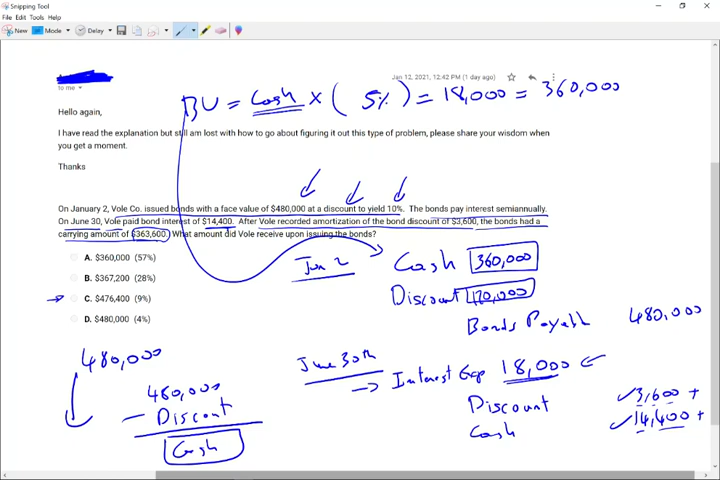 Snipping Tool
File Edit Tools Help
New Mode Delay
Jan 12, 2021, 12:42 PM (1 day ago)
to me
BV = Cash × ( 5% ) = 18,000 = 360,000
Hello again,
I have read the explanation but still am lost with how to go about figuring it out this type of problem, please share your wisdom when
you get a moment.
Thanks
On January 2, Vole Co. issued bonds with a face value of $480,000 at a discount to yield 10%. The bonds pay interest semiannually.
On June 30, Vole paid bond interest of $14,400. After Vole recorded amortization of the bond discount of $3,600, the bonds had a
carrying amount of $363,600. What amount did Vole receive upon issuing the bonds?
A. $360,000 (57%)
B. $367,200 (28%)
C. $476,400 (9%)
D. $480,000 (4%)
Jan 2
Cash 360,000
Discount 120,000
Bonds Payable 480,000
480,000
480,000
- Discount
Cash
June 30th
Interest Exp 18,000
Discount 3,600 +
Cash 14,400 +